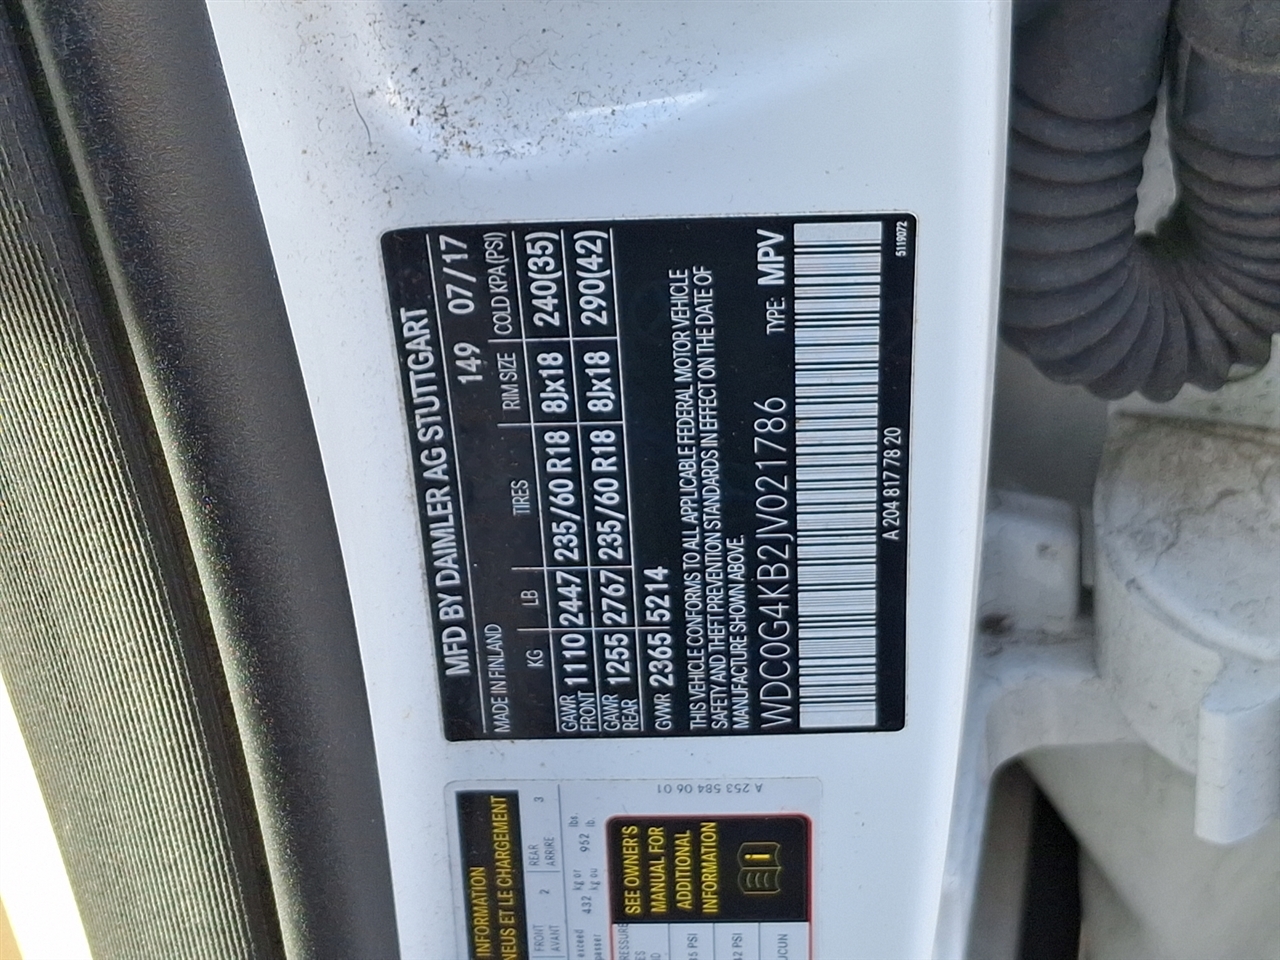 MFD BY DAIMLER AG STUTTGART
MADE IN FINLAND 149 07/17
KG LB TIRES RIM SIZE COLD KPA(PSI)
GAWR FRONT 1110 2447 235/60 R18 8Jx18 240(35)
GAWR REAR 1255 2767 235/60 R18 8Jx18 290(42)
GVWR 2365 5214
THIS VEHICLE CONFORMS TO ALL APPLICABLE FEDERAL MOTOR VEHICLE
SAFETY AND THEFT PREVENTION STANDARDS IN EFFECT ON THE DATE OF
MANUFACTURE SHOWN ABOVE.
WDC0G4KB2JV021786 TYPE: MPV
A 204 817 78 20 5119072
INFORMATION
NEUS ET LE CHARGEMENT
FRONT 2 REAR 3
AVANT ARRIÈRE
exceed 432 kg or 952 lbs.
kg ou lb.
SEE OWNER'S
MANUAL FOR
ADDITIONAL
INFORMATION
A 253 584 06 01